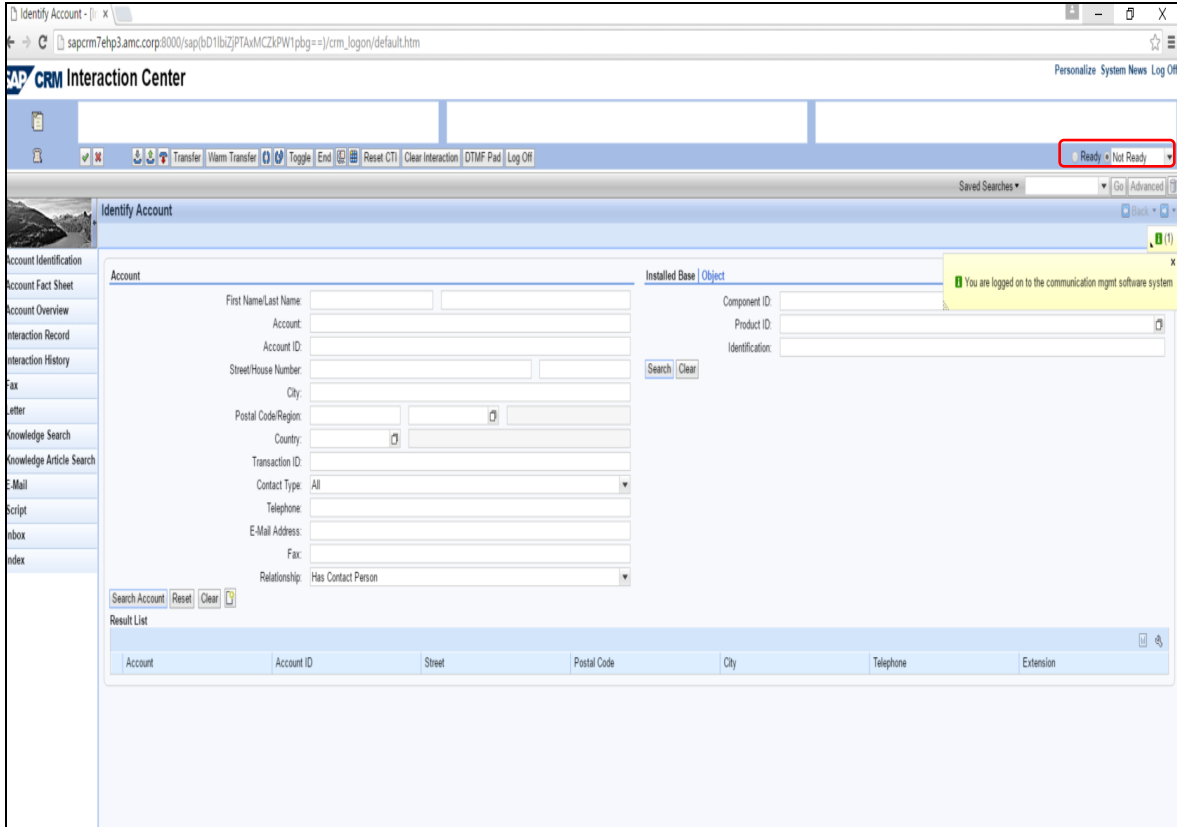 Identify Account - [Ir x
sapcrm7ehp3.amc.corp:8000/sap(bD1lbiZjPTAxMCZkPW1pbg==)/crm_logon/default.htm
SAP CRM Interaction Center
Personalize System News Log Off
Transfer Warm Transfer Toggle End Reset CTI Clear Interaction DTMF Pad Log Off
Ready Not Ready
Saved Searches Go Advanced
Identify Account
Back
(1)
You are logged on to the communication mgmt software system
x
Account Identification
Account Fact Sheet
Account Overview
nteraction Record
nteraction History
Fax
Letter
Knowledge Search
Knowledge Article Search
E-Mail
Script
nbox
ndex
Account
First Name/Last Name:
Account:
Account ID:
Street/House Number:
City:
Postal Code/Region:
Country:
Transaction ID:
Contact Type: All
Telephone:
E-Mail Address:
Fax:
Relationship: Has Contact Person
Search Account Reset Clear
Installed Base | Object
Component ID:
Product ID:
Identification:
Search Clear
Result List
Account Account ID Street Postal Code City Telephone Extension